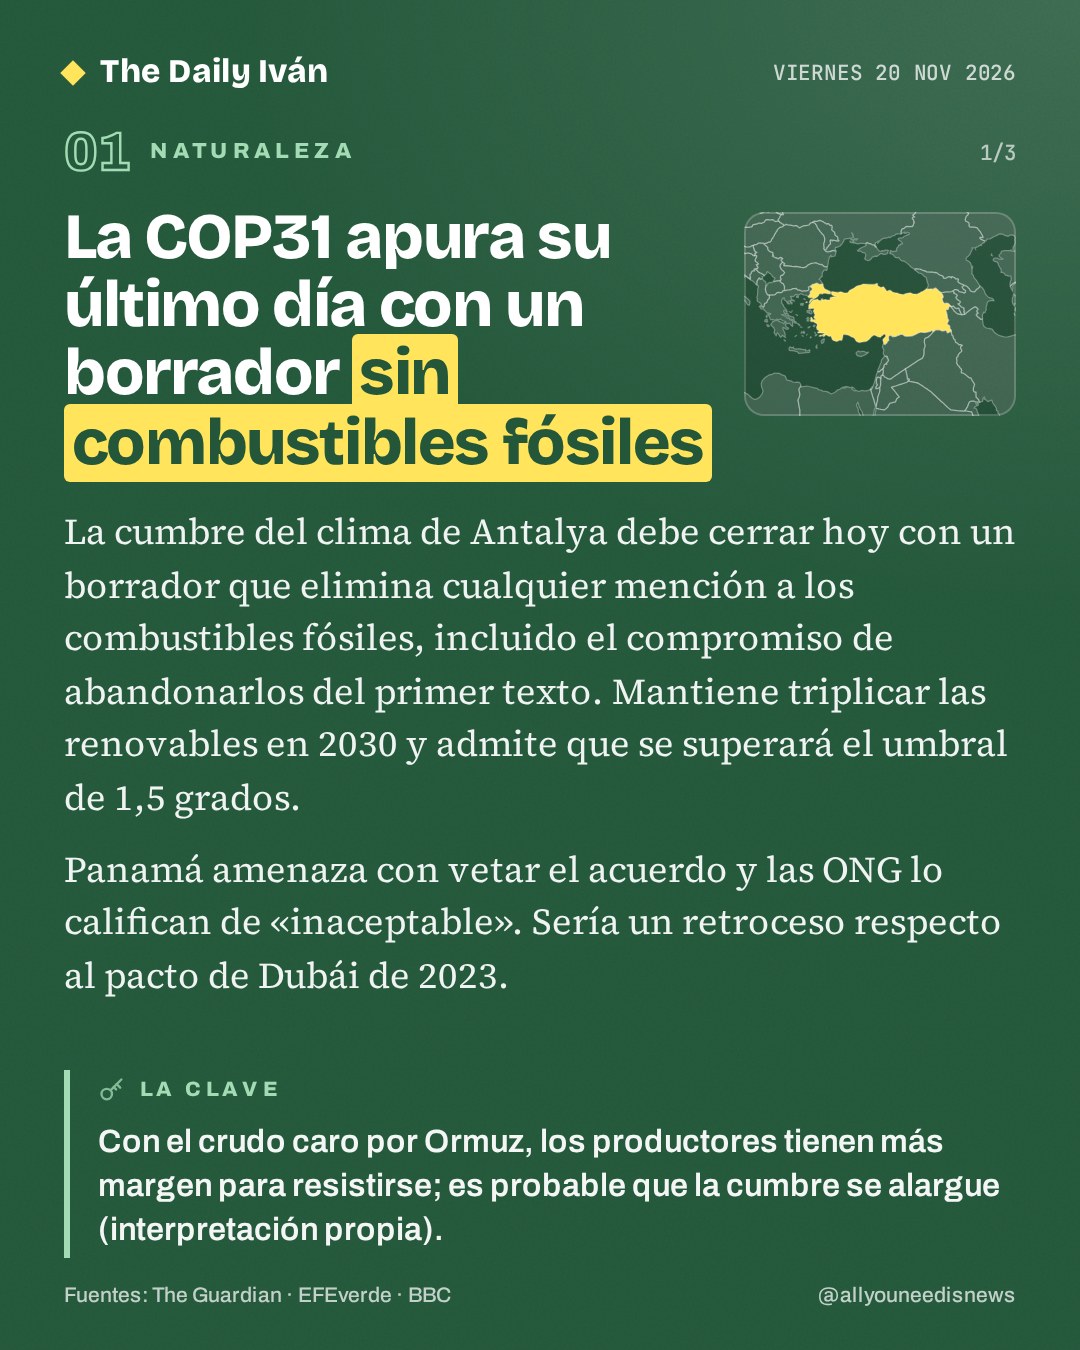 The Daily Iván
VIERNES 20 NOV 2026
01 NATURALEZA
1/3
La COP31 apura su
último día con un
borrador sin
combustibles fósiles
La cumbre del clima de Antalya debe cerrar hoy con un
borrador que elimina cualquier mención a los
combustibles fósiles, incluido el compromiso de
abandonarlos del primer texto. Mantiene triplicar las
renovables en 2030 y admite que se superará el umbral
de 1,5 grados.
Panamá amenaza con vetar el acuerdo y las ONG lo
califican de «inaceptable». Sería un retroceso respecto
al pacto de Dubái de 2023.
LA CLAVE
Con el crudo caro por Ormuz, los productores tienen más
margen para resistirse; es probable que la cumbre se alargue
(interpretación propia).
Fuentes: The Guardian · EFEverde · BBC
@allyouneedisnews